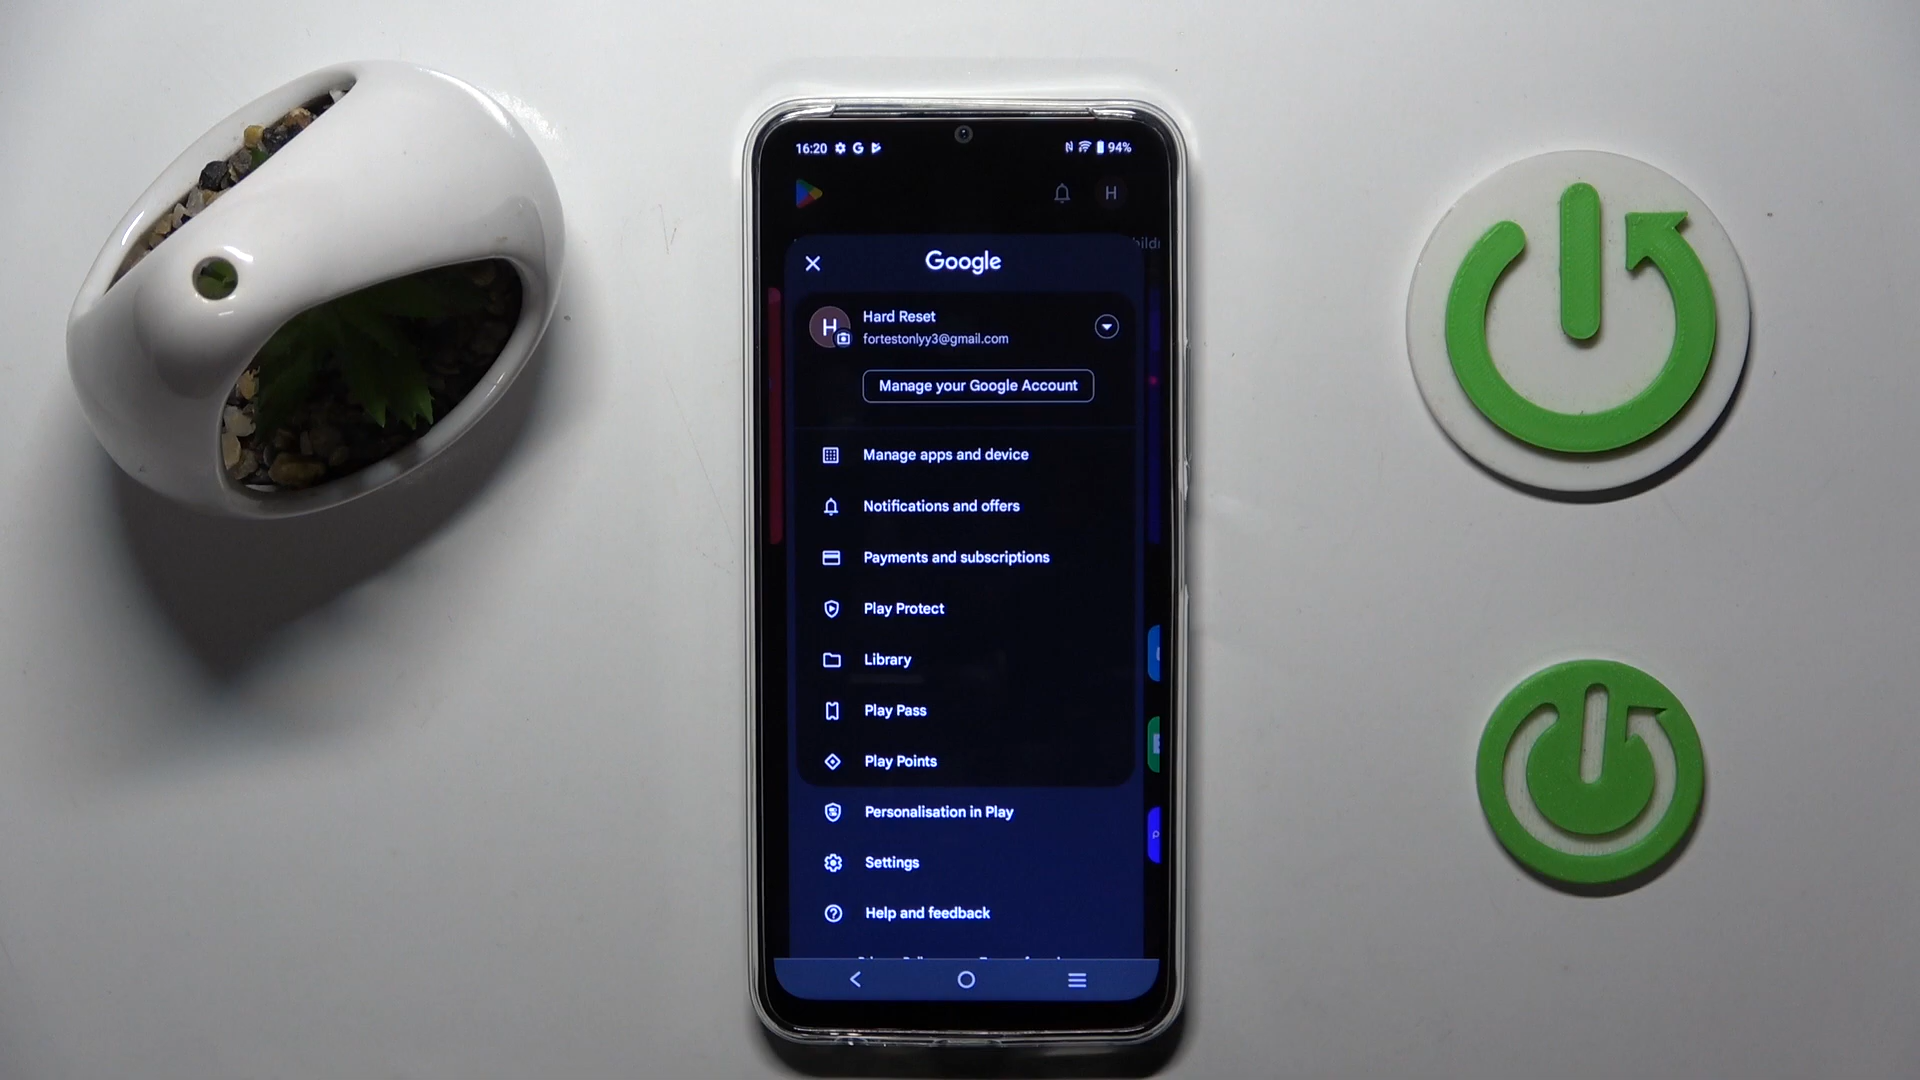 16:20 94%
H
Google
H Hard Reset
fortestonlyy3@gmail.com
Manage your Google Account
Manage apps and device
Notifications and offers
Payments and subscriptions
Play Protect
Library
Play Pass
Play Points
Personalisation in Play
Settings
Help and feedback